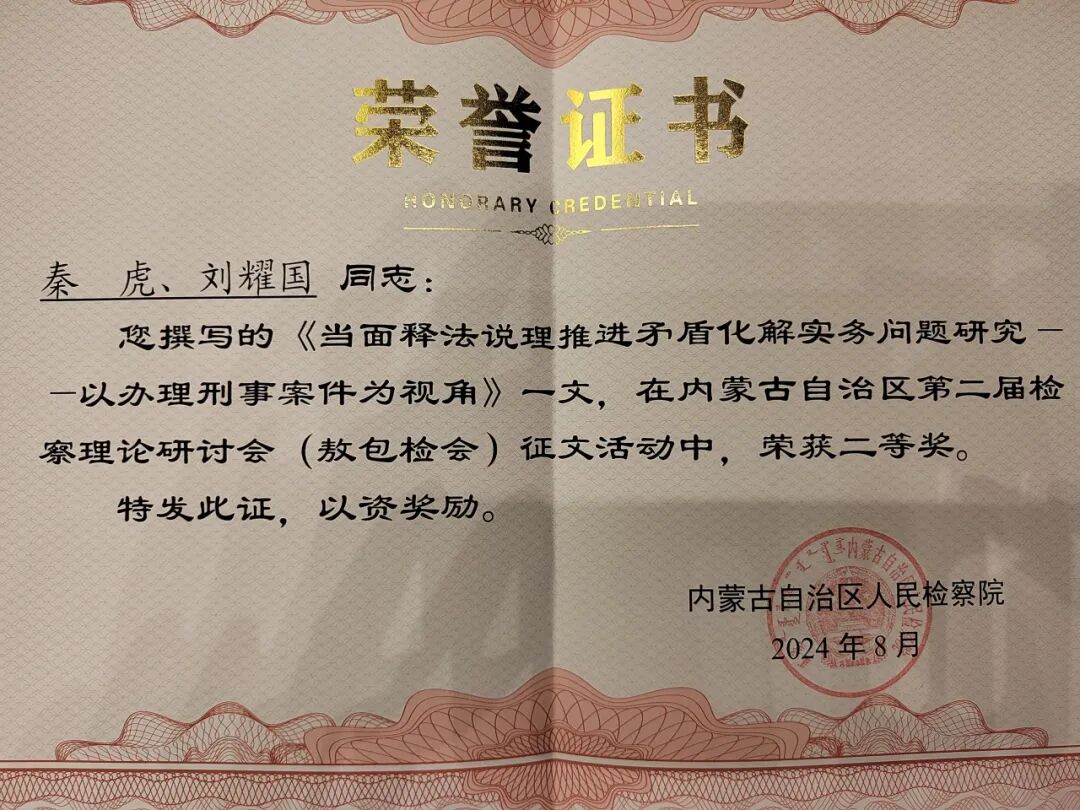 荣誉证书
HONORARY CREDENTIAL
秦　虎、刘耀国 同志：
您撰写的《当面释法说理推进矛盾化解实务问题研究－
－以办理刑事案件为视角》一文，在内蒙古自治区第二届检
察理论研讨会（敖包检会）征文活动中，荣获二等奖。
特发此证，以资奖励。
内蒙古自治区人民检察院
2024 年 8 月